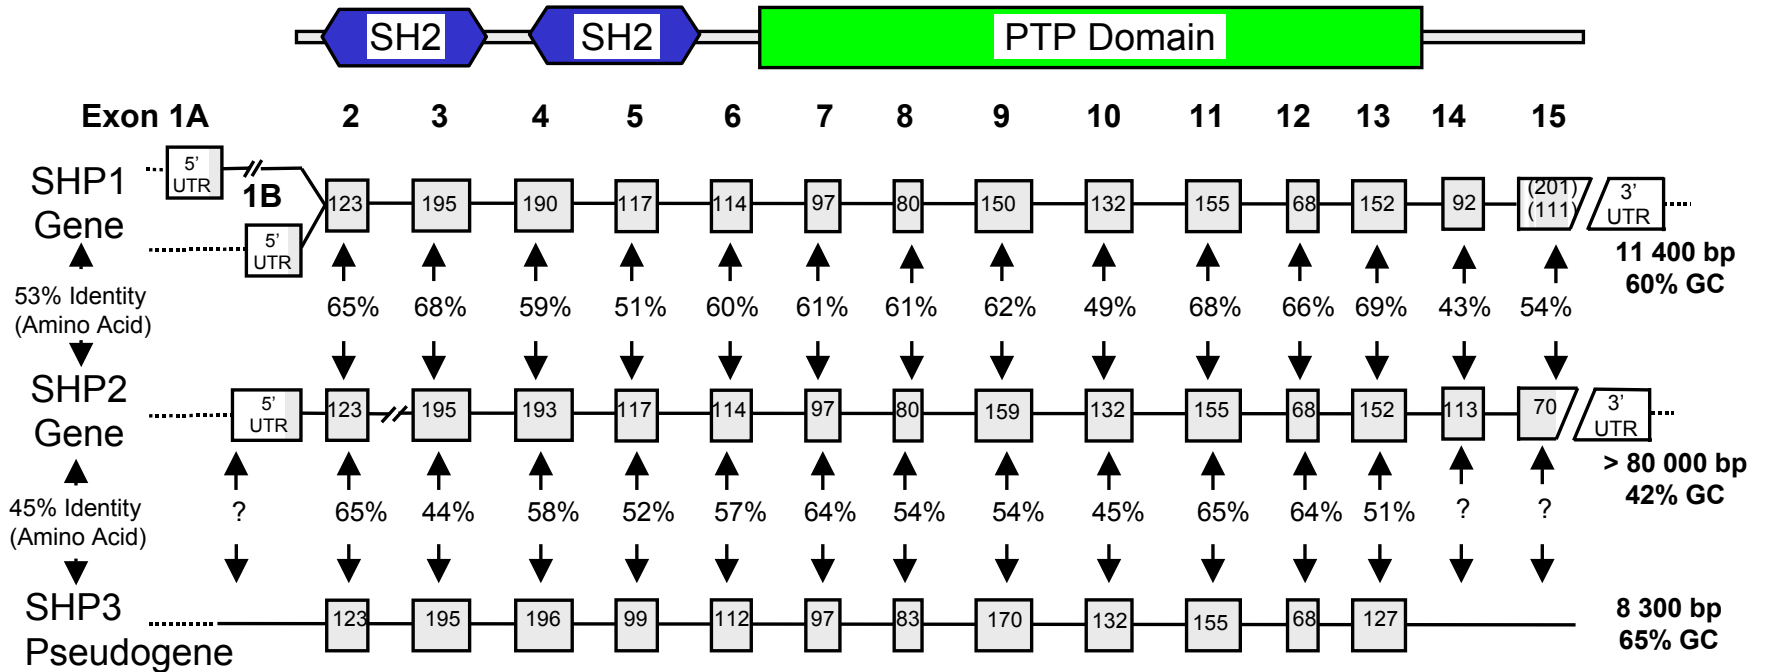 SH2 SH2 PTP Domain
Exon 1A 2 3 4 5 6 7 8 9 10 11 12 13 14 15
SHP1
Gene
5’
UTR
1B
5’
UTR
123 195 190 117 114 97 80 150 132 155 68 152 92 (201)
(111)
3’
UTR
11 400 bp
60% GC
53% Identity
(Amino Acid)
65% 68% 59% 51% 60% 61% 61% 62% 49% 68% 66% 69% 43% 54%
SHP2
Gene
5’
UTR
123 195 193 117 114 97 80 159 132 155 68 152 113 70
3’
UTR
> 80 000 bp
42% GC
45% Identity
(Amino Acid)
? 65% 44% 58% 52% 57% 64% 54% 54% 45% 65% 64% 51% ? ?
SHP3
Pseudogene
123 195 196 99 112 97 83 170 132 155 68 127
8 300 bp
65% GC